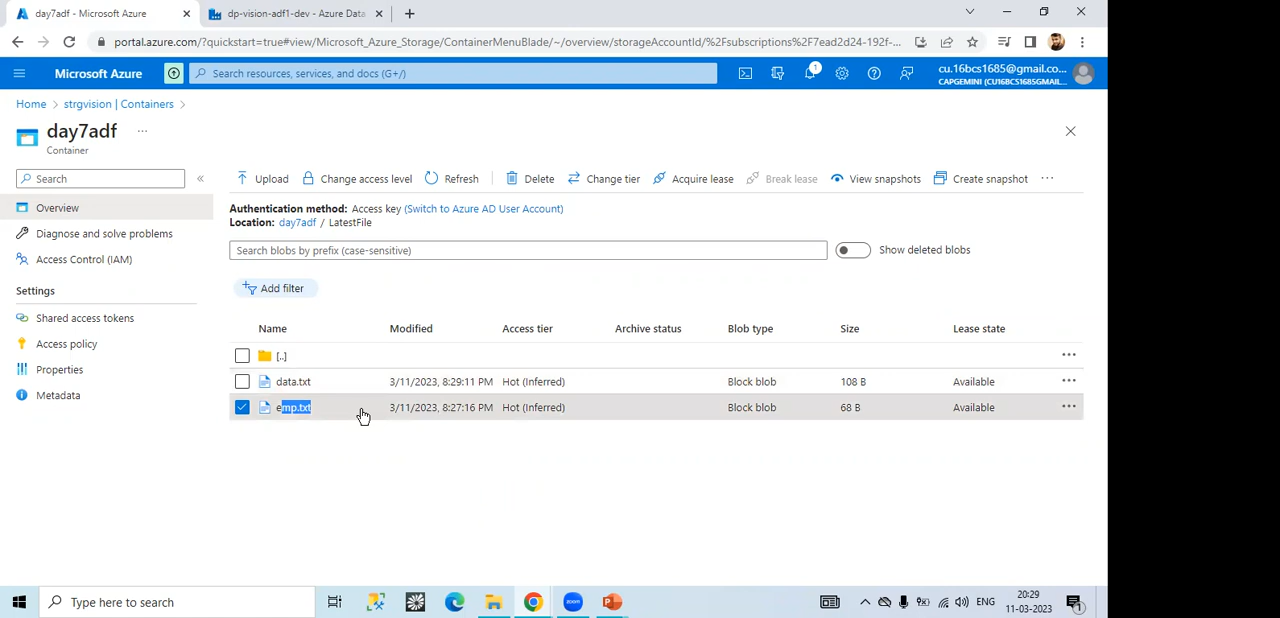 day7adf - Microsoft Azure
dp-vision-adf1-dev - Azure Data
portal.azure.com/?quickstart=true#view/Microsoft_Azure_Storage/ContainerMenuBlade/~/overview/storageAccountId/%2Fsubscriptions%2F7ead2d24-192f-...
Microsoft Azure
Search resources, services, and docs (G+/)
1
cu.16bcs1685@gmail.co...
CAPGEMINI (CU16BCS1685GMAIL....
Home > strgvision | Containers >
day7adf ...
Container
Search
Upload
Change access level
Refresh
Delete
Change tier
Acquire lease
Break lease
View snapshots
Create snapshot
Overview
Diagnose and solve problems
Access Control (IAM)
Settings
Shared access tokens
Access policy
Properties
Metadata
Authentication method: Access key (Switch to Azure AD User Account)
Location: day7adf / LatestFile
Search blobs by prefix (case-sensitive)
Show deleted blobs
Add filter
Name Modified Access tier Archive status Blob type Size Lease state
[..]
data.txt 3/11/2023, 8:29:11 PM Hot (Inferred) Block blob 108 B Available
emp.txt 3/11/2023, 8:27:16 PM Hot (Inferred) Block blob 68 B Available
Type here to search
zoom
ENG
20:29
11-03-2023
1